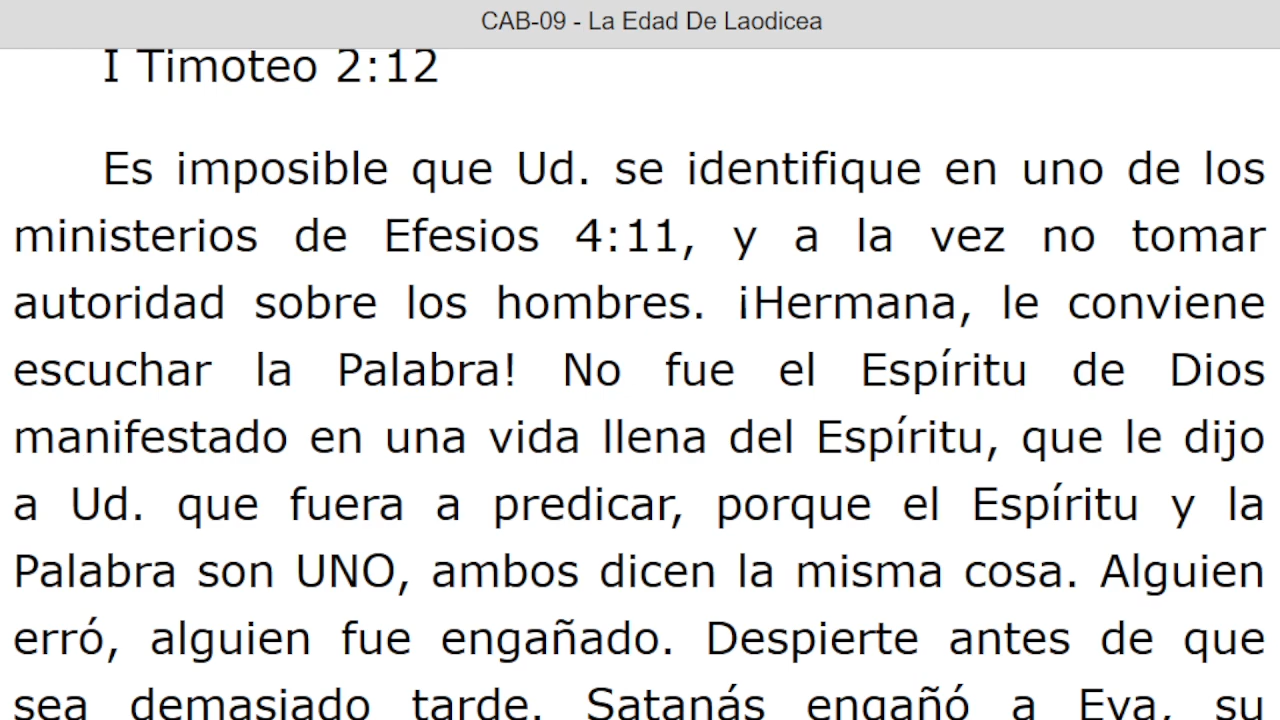 CAB-09 - La Edad De Laodicea
I Timoteo 2:12
Es imposible que Ud. se identifique en uno de los
ministerios de Efesios 4:11, y a la vez no tomar
autoridad sobre los hombres. ¡Hermana, le conviene
escuchar la Palabra! No fue el Espíritu de Dios
manifestado en una vida llena del Espíritu, que le dijo
a Ud. que fuera a predicar, porque el Espíritu y la
Palabra son UNO, ambos dicen la misma cosa. Alguien
erró, alguien fue engañado. Despierte antes de que
sea demasiado tarde. Satanás engañó a Eva, su